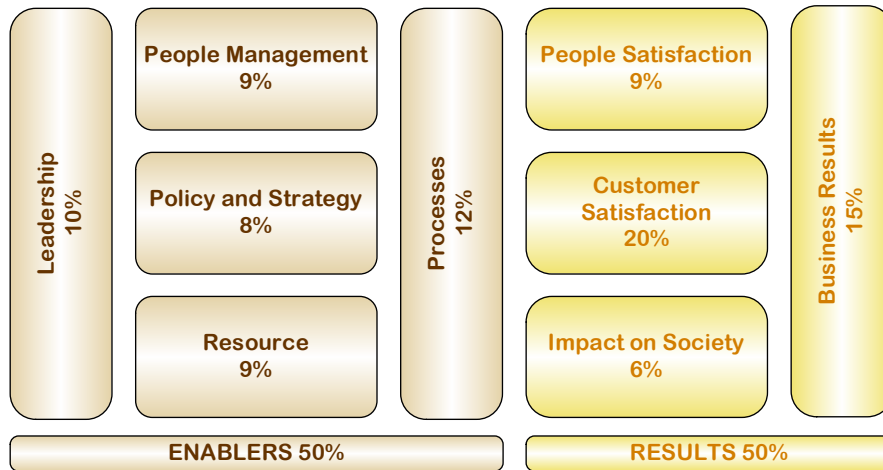 Leadership
10%
People Management
9%
Policy and Strategy
8%
Resource
9%
Processes
12%
People Satisfaction
9%
Customer
Satisfaction
20%
Impact on Society
6%
Business Results
15%
ENABLERS 50%
RESULTS 50%